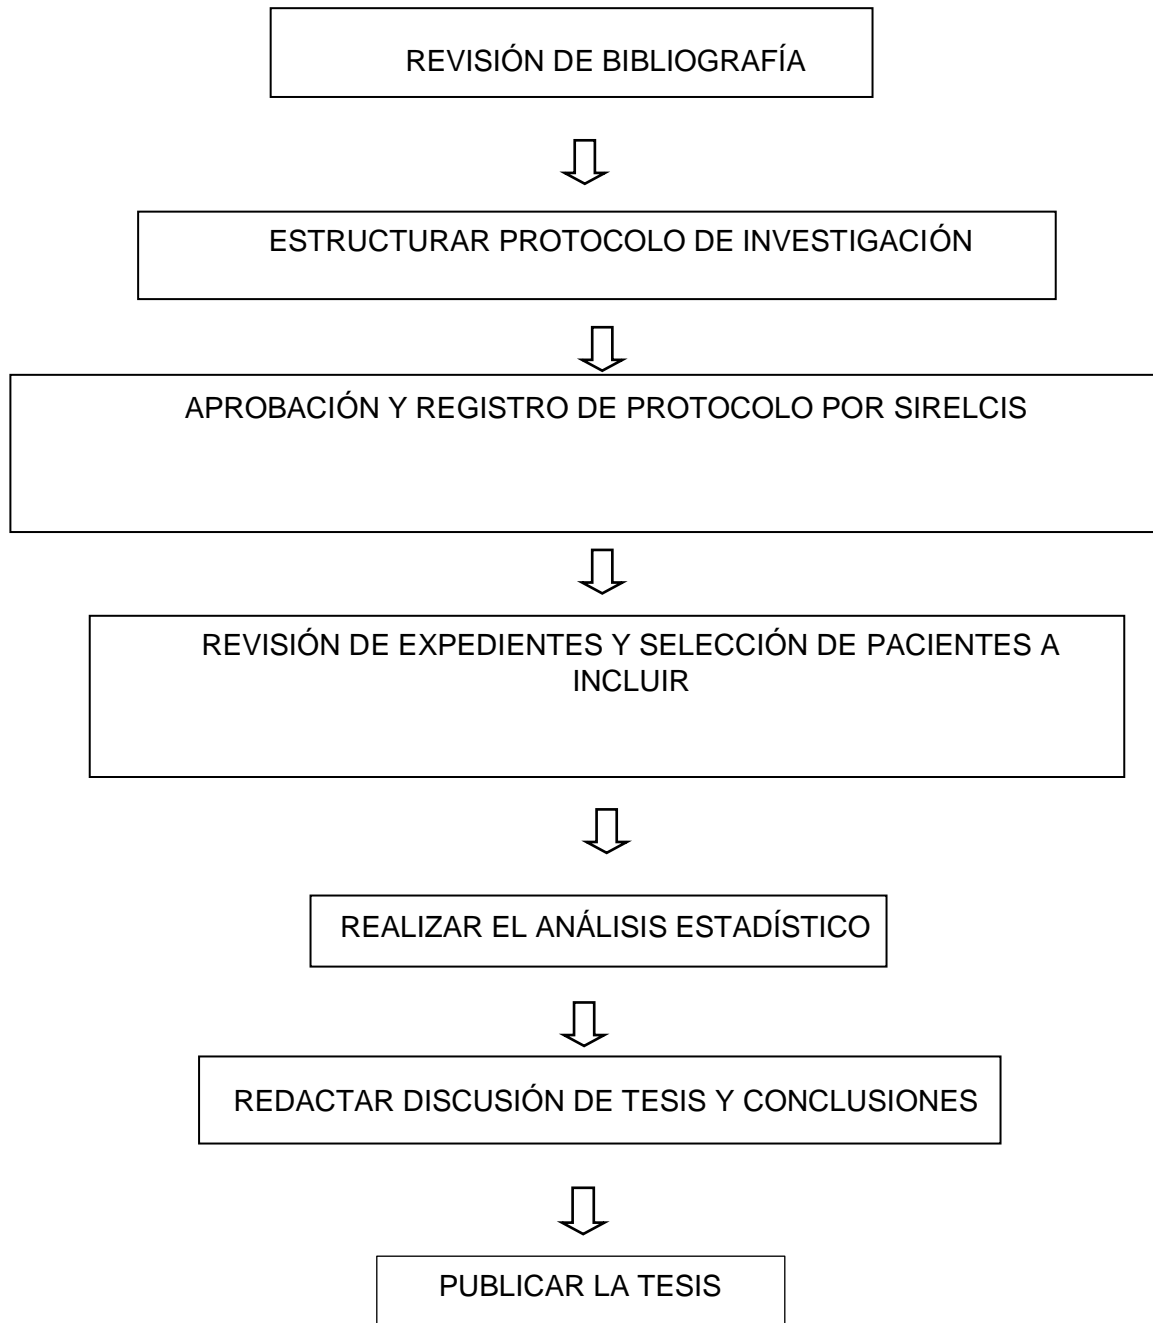 REVISIÓN DE BIBLIOGRAFÍA
ESTRUCTURAR PROTOCOLO DE INVESTIGACIÓN
APROBACIÓN Y REGISTRO DE PROTOCOLO POR SIRELCIS
REVISIÓN DE EXPEDIENTES Y SELECCIÓN DE PACIENTES A
INCLUIR
REALIZAR EL ANÁLISIS ESTADÍSTICO
REDACTAR DISCUSIÓN DE TESIS Y CONCLUSIONES
PUBLICAR LA TESIS